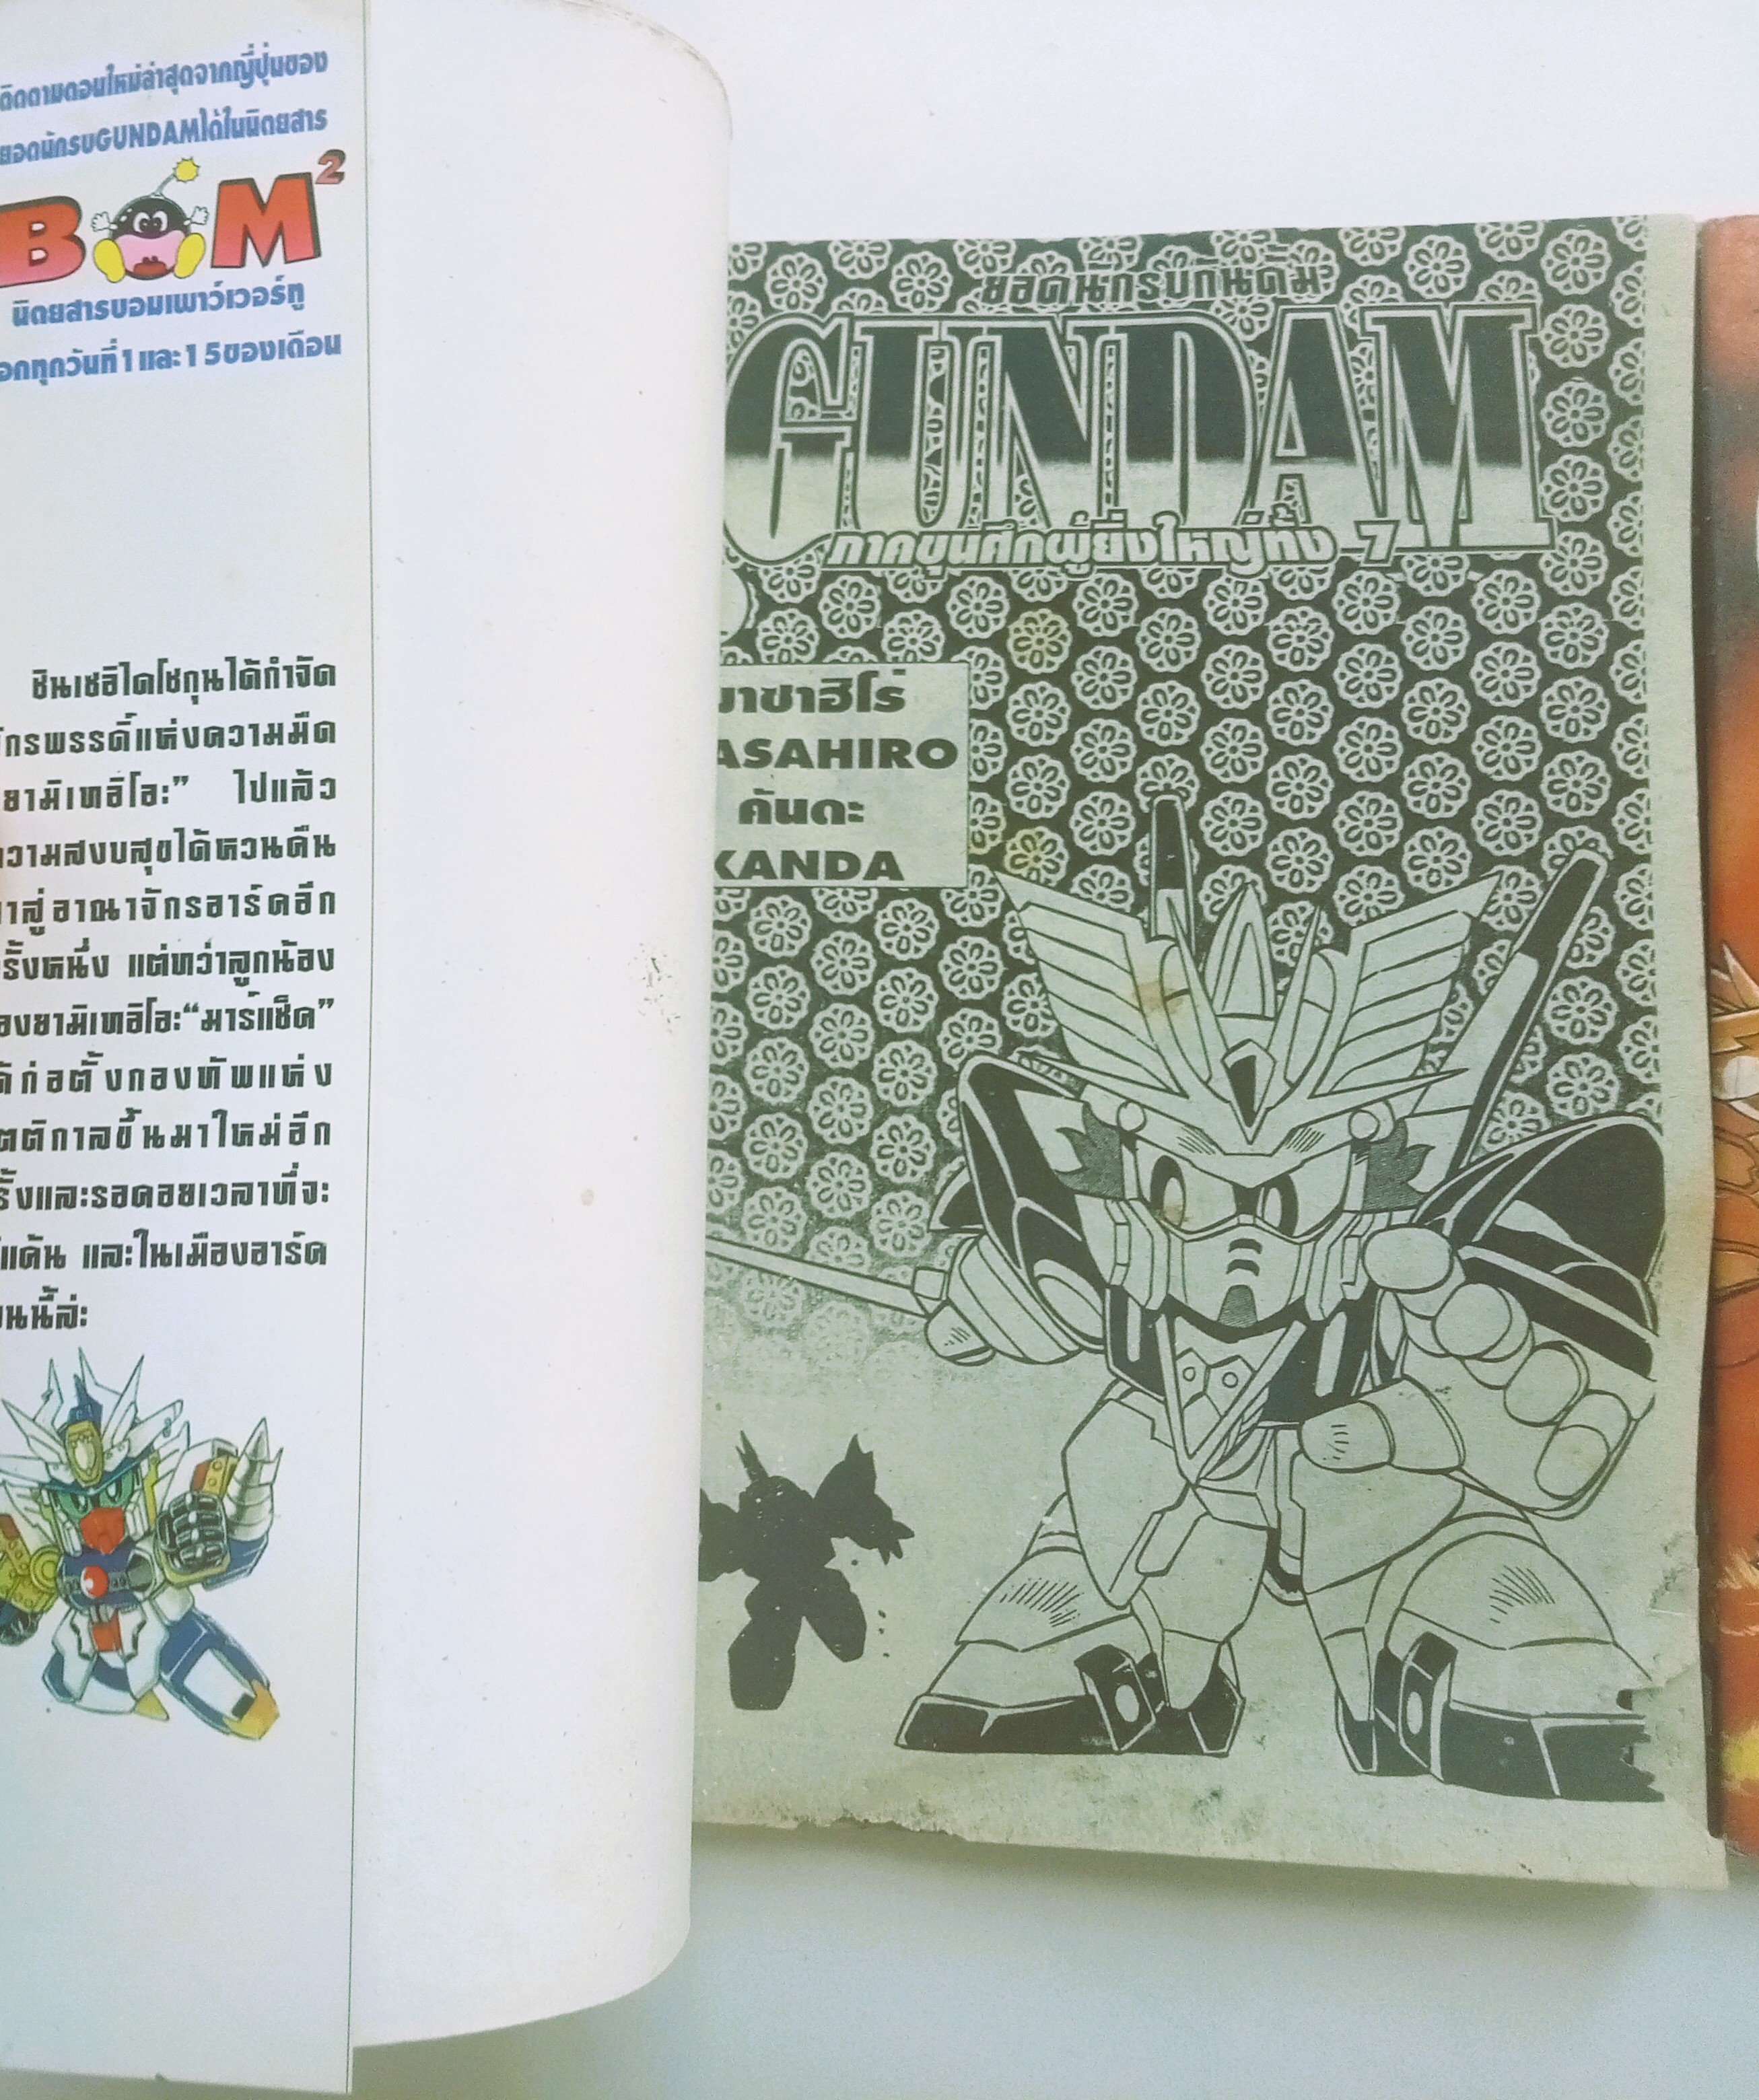 ติดตามตอนใหม่ล่าสุดจากญี่ปุ่นของ
ยอดนักรบGUNDAMได้ในนิตยสาร
BOM²
นิตยสารบอมเพาว์เวอร์ทู
อกทุกวันที่1และ15ของเดือน
ชินเซอิไดโชกุนได้กำจัด
จักรพรรดิ์แห่งความมืด
ยามิเทอิโอะ” ไปแล้ว
ความสงบสุขได้หวนคืน
มาสู่อาณาจักรอาร์คอีก
ครั้งหนึ่ง แต่ทว่าลูกน้อง
ของยามิเทอิโอะ“มาร์แซ็ค”
ได้ก่อตั้งกองทัพแห่ง
ตติกาลขึ้นมาใหม่อีก
รั้งและรอคอยเวลาที่จะ
แค้น และในเมืองอาร์ค
นนี้ล่ะ
ยอดนักรบกันดั้ม
GUNDAM
ภาคขุนศึกผู้ยิ่งใหญ่ทั้ง 7
มาซาฮิโร่
ASAHIRO
คันดะ
KANDA